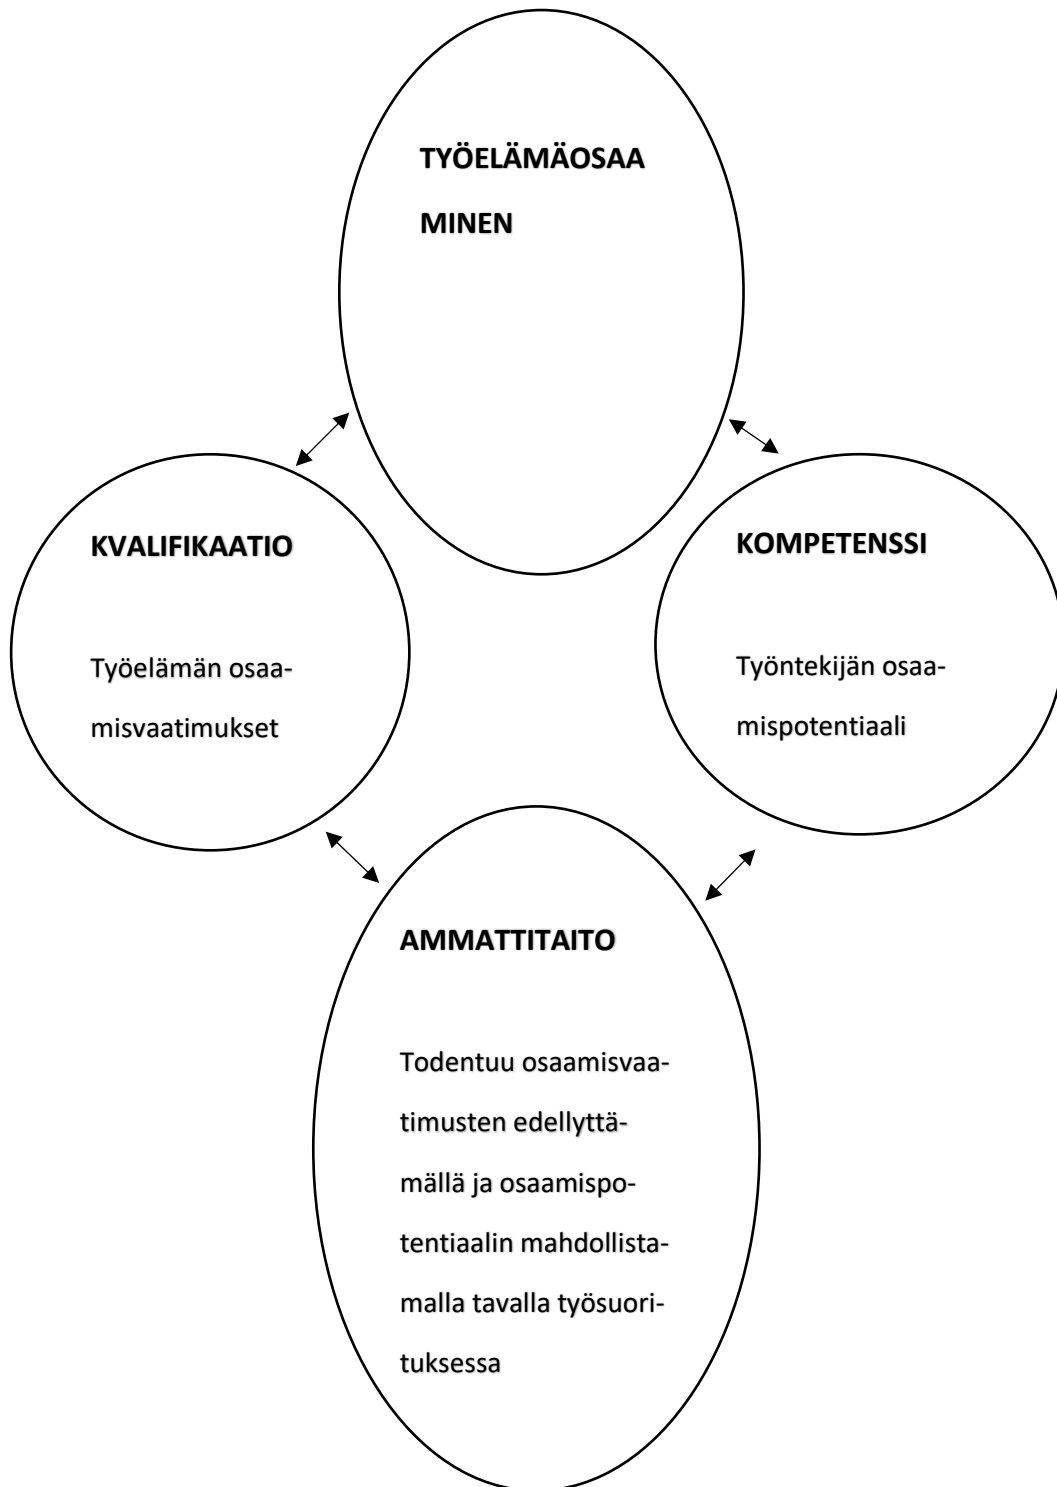 TYÖELÄMÄOSAA
MINEN
KVALIFIKAATIO
Työelämän osaa-
misvaatimukset
KOMPETENSSI
Työntekijän osaa-
mispotentiaali
AMMATTITAITO
Todentuu osaamisvaa-
timusten edellyttä-
mällä ja osaamispo-
tentiaalin mahdollista-
malla tavalla työsuori-
tuksessa